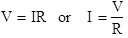 V = IR or I = V/R